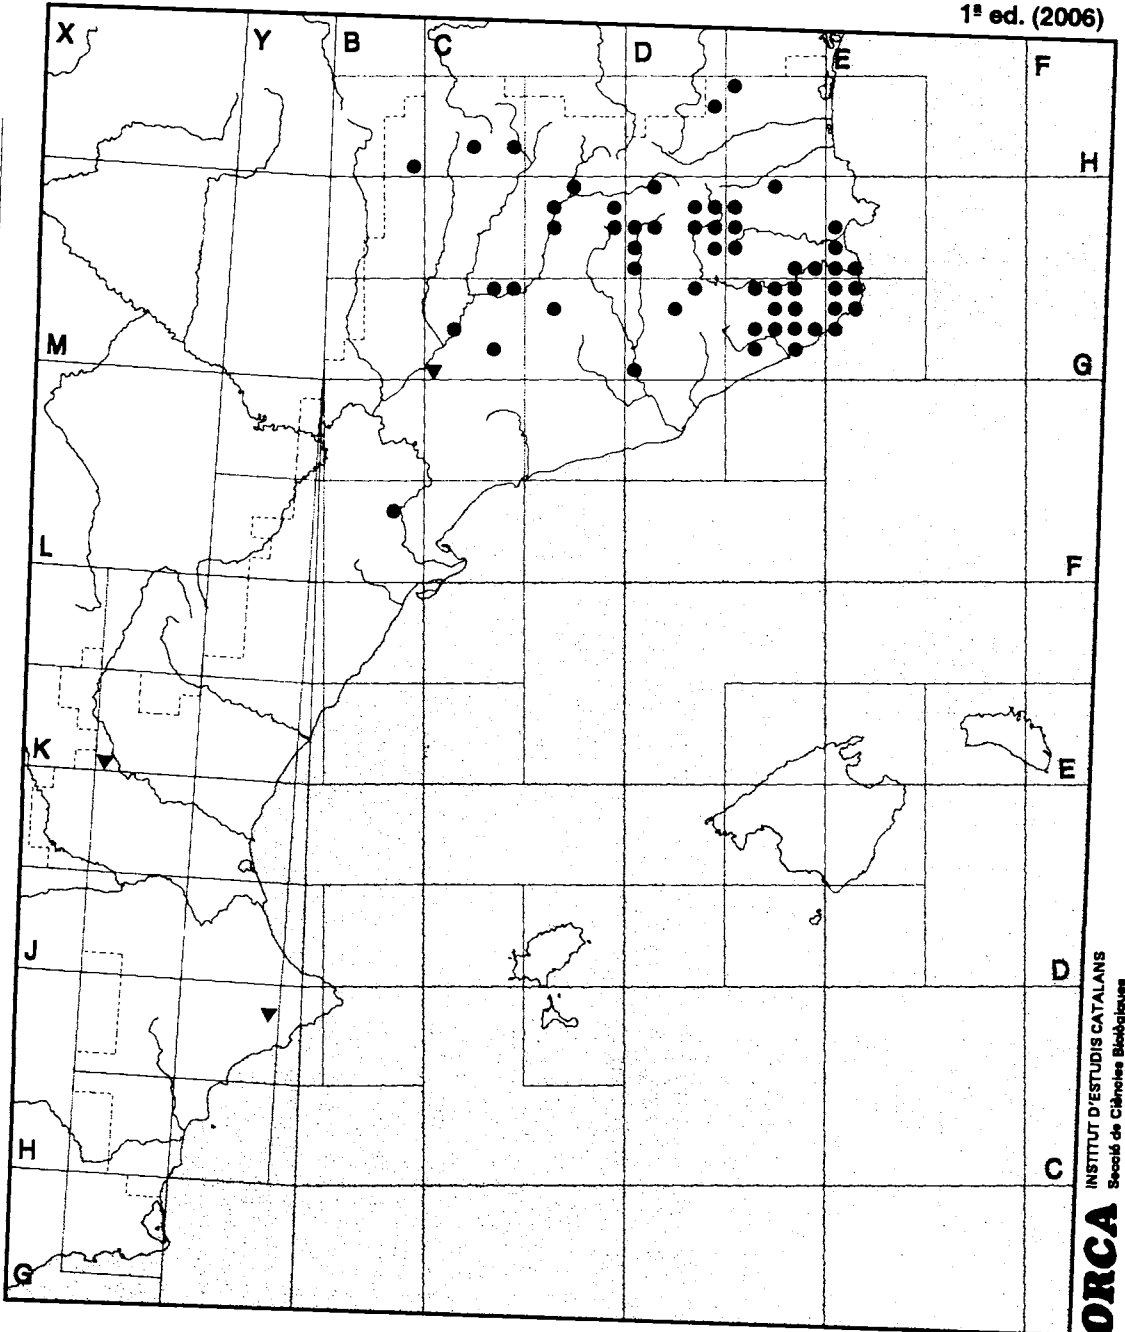 1ª ed. (2006)
X
Y
B
C
D
E
F
H
M
G
L
F
K
E
J
D
H
C
G
INSTITUT D'ESTUDIS CATALANS
Secció de Ciències Biològiques
ORCA